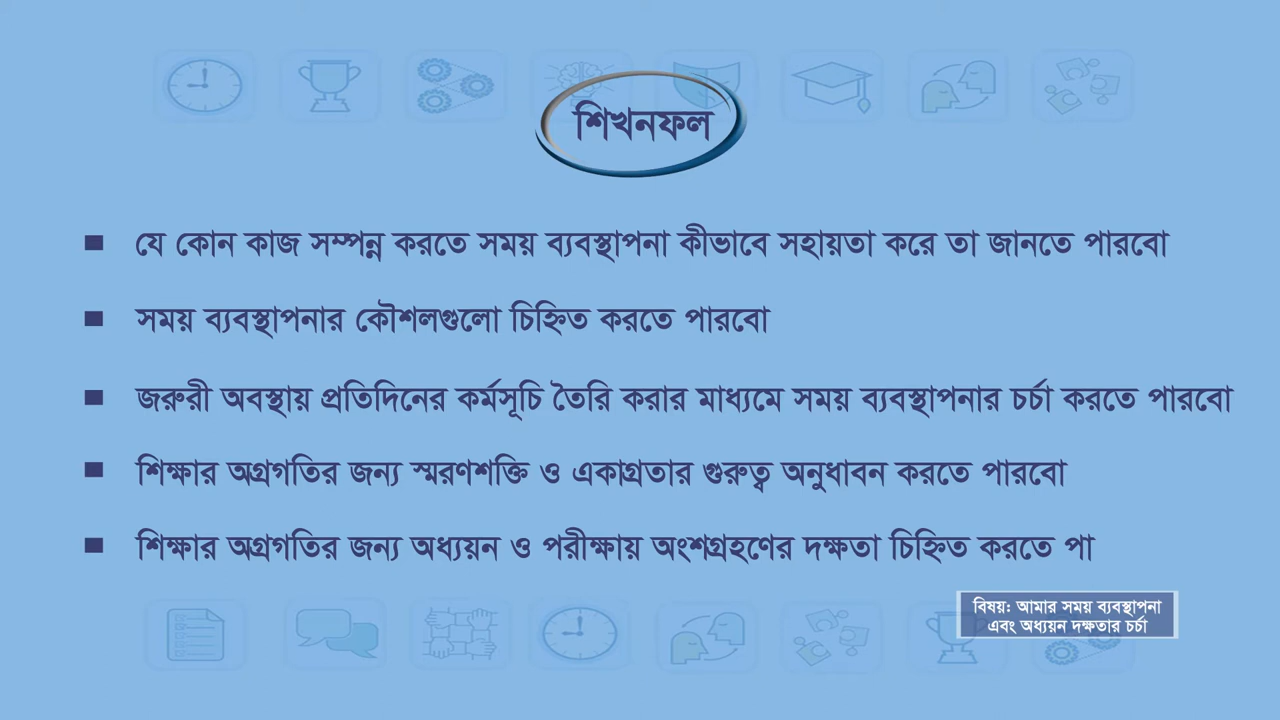 শিখনফল
যে কোন কাজ সম্পন্ন করতে সময় ব্যবস্থাপনা কীভাবে সহায়তা করে তা জানতে পারবো
সময় ব্যবস্থাপনার কৌশলগুলো চিহ্নিত করতে পারবো
জরুরী অবস্থায় প্রতিদিনের কর্মসূচি তৈরি করার মাধ্যমে সময় ব্যবস্থাপনার চর্চা করতে পারবো
শিক্ষার অগ্রগতির জন্য স্মরণশক্তি ও একাগ্রতার গুরুত্ব অনুধাবন করতে পারবো
শিক্ষার অগ্রগতির জন্য অধ্যয়ন ও পরীক্ষায় অংশগ্রহণের দক্ষতা চিহ্নিত করতে পা
বিষয়: আমার সময় ব্যবস্থাপনা
এবং অধ্যয়ন দক্ষতার চর্চা